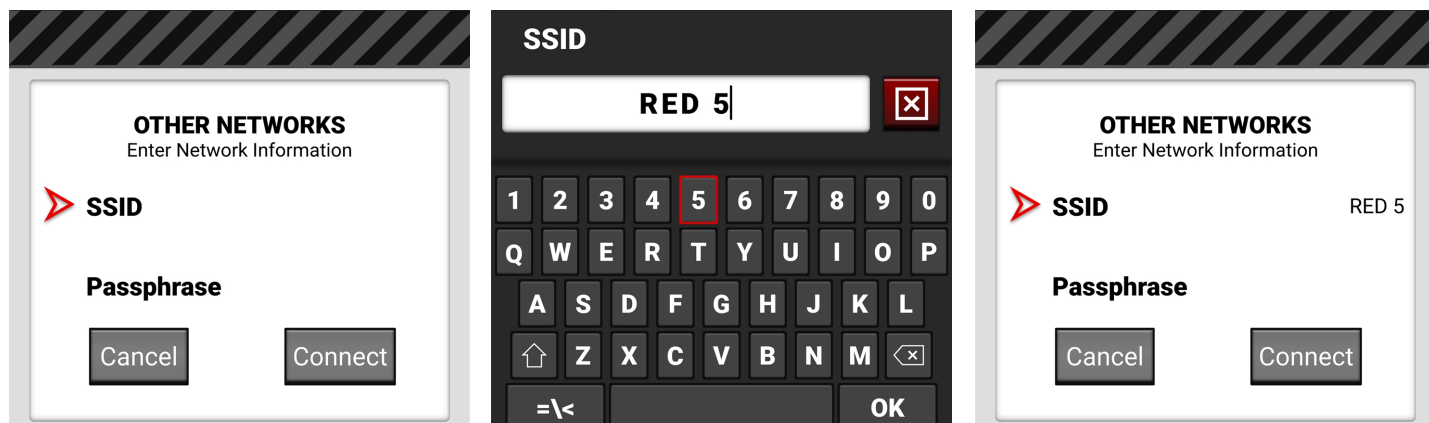 OTHER NETWORKS
Enter Network Information
SSID
Passphrase
Cancel Connect
SSID
RED 5
1 2 3 4 5 6 7 8 9 0
Q W E R T Y U I O P
A S D F G H J K L
Z X C V B N M
=\< OK
OTHER NETWORKS
Enter Network Information
SSID RED 5
Passphrase
Cancel Connect